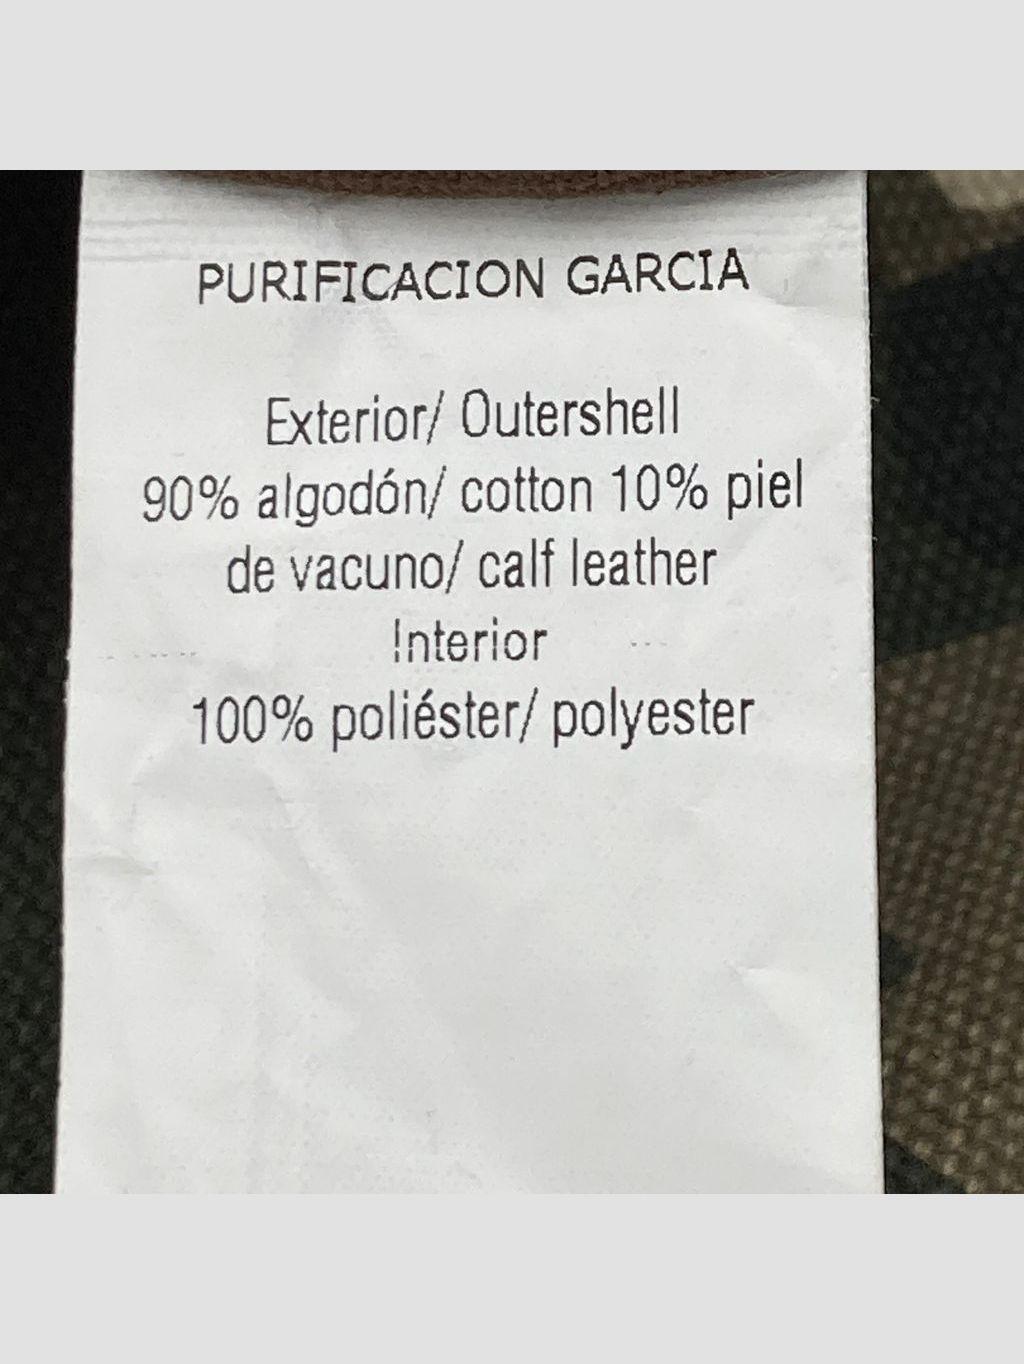 PURIFICACION GARCIA
Exterior/ Outershell
90% algodón/ cotton 10% piel
de vacuno/ calf leather
Interior
100% poliéster/ polyester